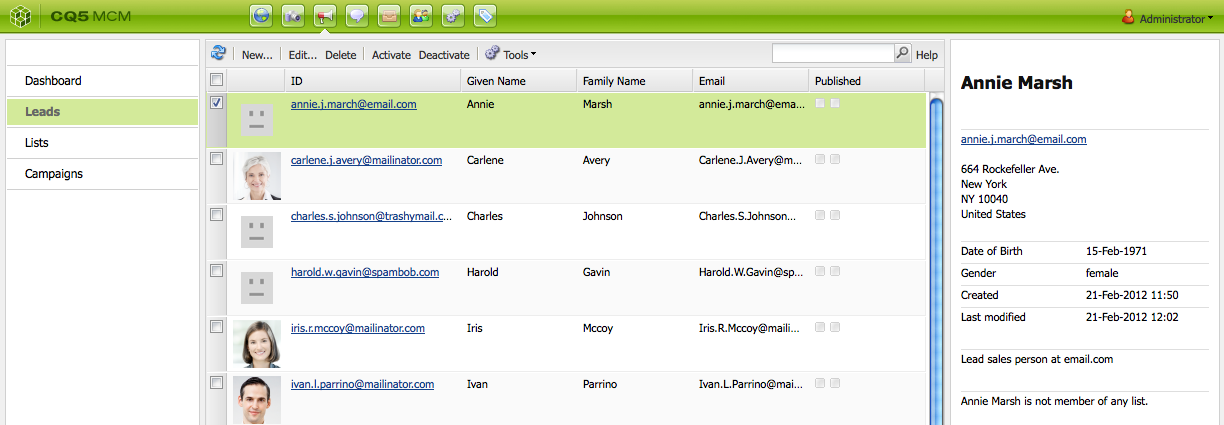 CQ5 MCM
Administrator
Dashboard
Leads
Lists
Campaigns
New... Edit... Delete Activate Deactivate Tools Help
ID Given Name Family Name Email Published
annie.j.march@email.com Annie Marsh annie.j.march@ema...
carlene.j.avery@mailinator.com Carlene Avery Carlene.J.Avery@m...
charles.s.johnson@trashymail.c... Charles Johnson Charles.S.Johnson...
harold.w.gavin@spambob.com Harold Gavin Harold.W.Gavin@sp...
iris.r.mccoy@mailinator.com Iris Mccoy Iris.R.Mccoy@maili...
ivan.l.parrino@mailinator.com Ivan Parrino Ivan.L.Parrino@mai...
Annie Marsh
annie.j.march@email.com
664 Rockefeller Ave.
New York
NY 10040
United States
Date of Birth 15-Feb-1971
Gender female
Created 21-Feb-2012 11:50
Last modified 21-Feb-2012 12:02
Lead sales person at email.com
Annie Marsh is not member of any list.